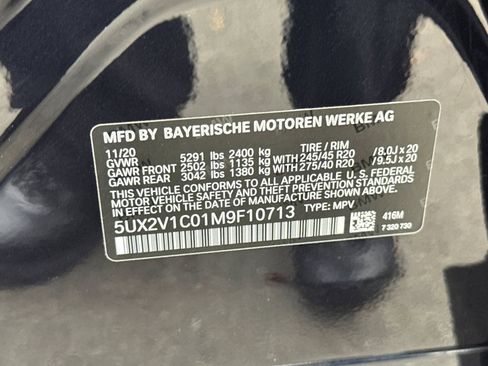 MFD BY BAYERISCHE MOTOREN WERKE AG
11/20 5291 lbs 2400 kg TIRE / RIM
GVWR
GAWR FRONT 2502 lbs 1135 kg WITH 245/45 R20 / 8.0J x 20
GAWR REAR 3042 lbs 1380 kg WITH 275/40 R20 / 9.5J x 20
THIS VEHICLE CONFORMS TO ALL APPLICABLE U.S. FEDERAL
MOTOR VEHICLE SAFETY AND THEFT PREVENTION STANDARDS
IN EFFECT ON THE DATE OF MANUFACTURE SHOWN ABOVE.
5UX2V1C01M9F10713 TYPE: MPV
416M
7 320 730